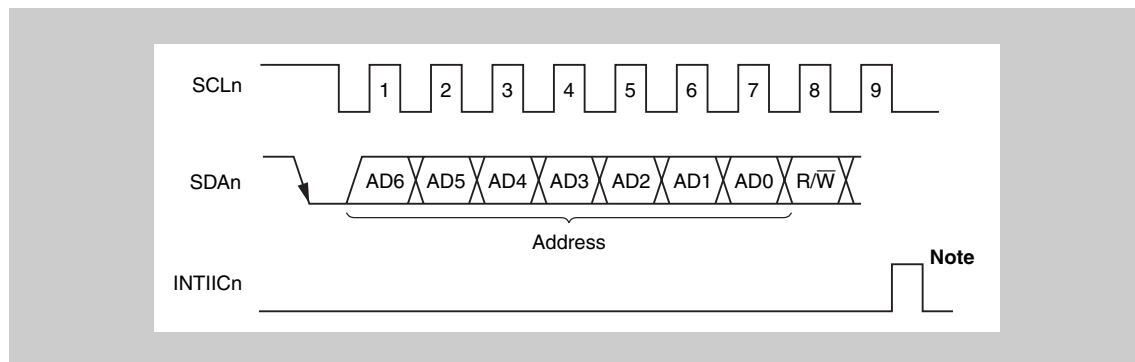 SCLn
1 2 3 4 5 6 7 8 9
SDAn
AD6 AD5 AD4 AD3 AD2 AD1 AD0 R/W̅
Address
Note
INTIICn